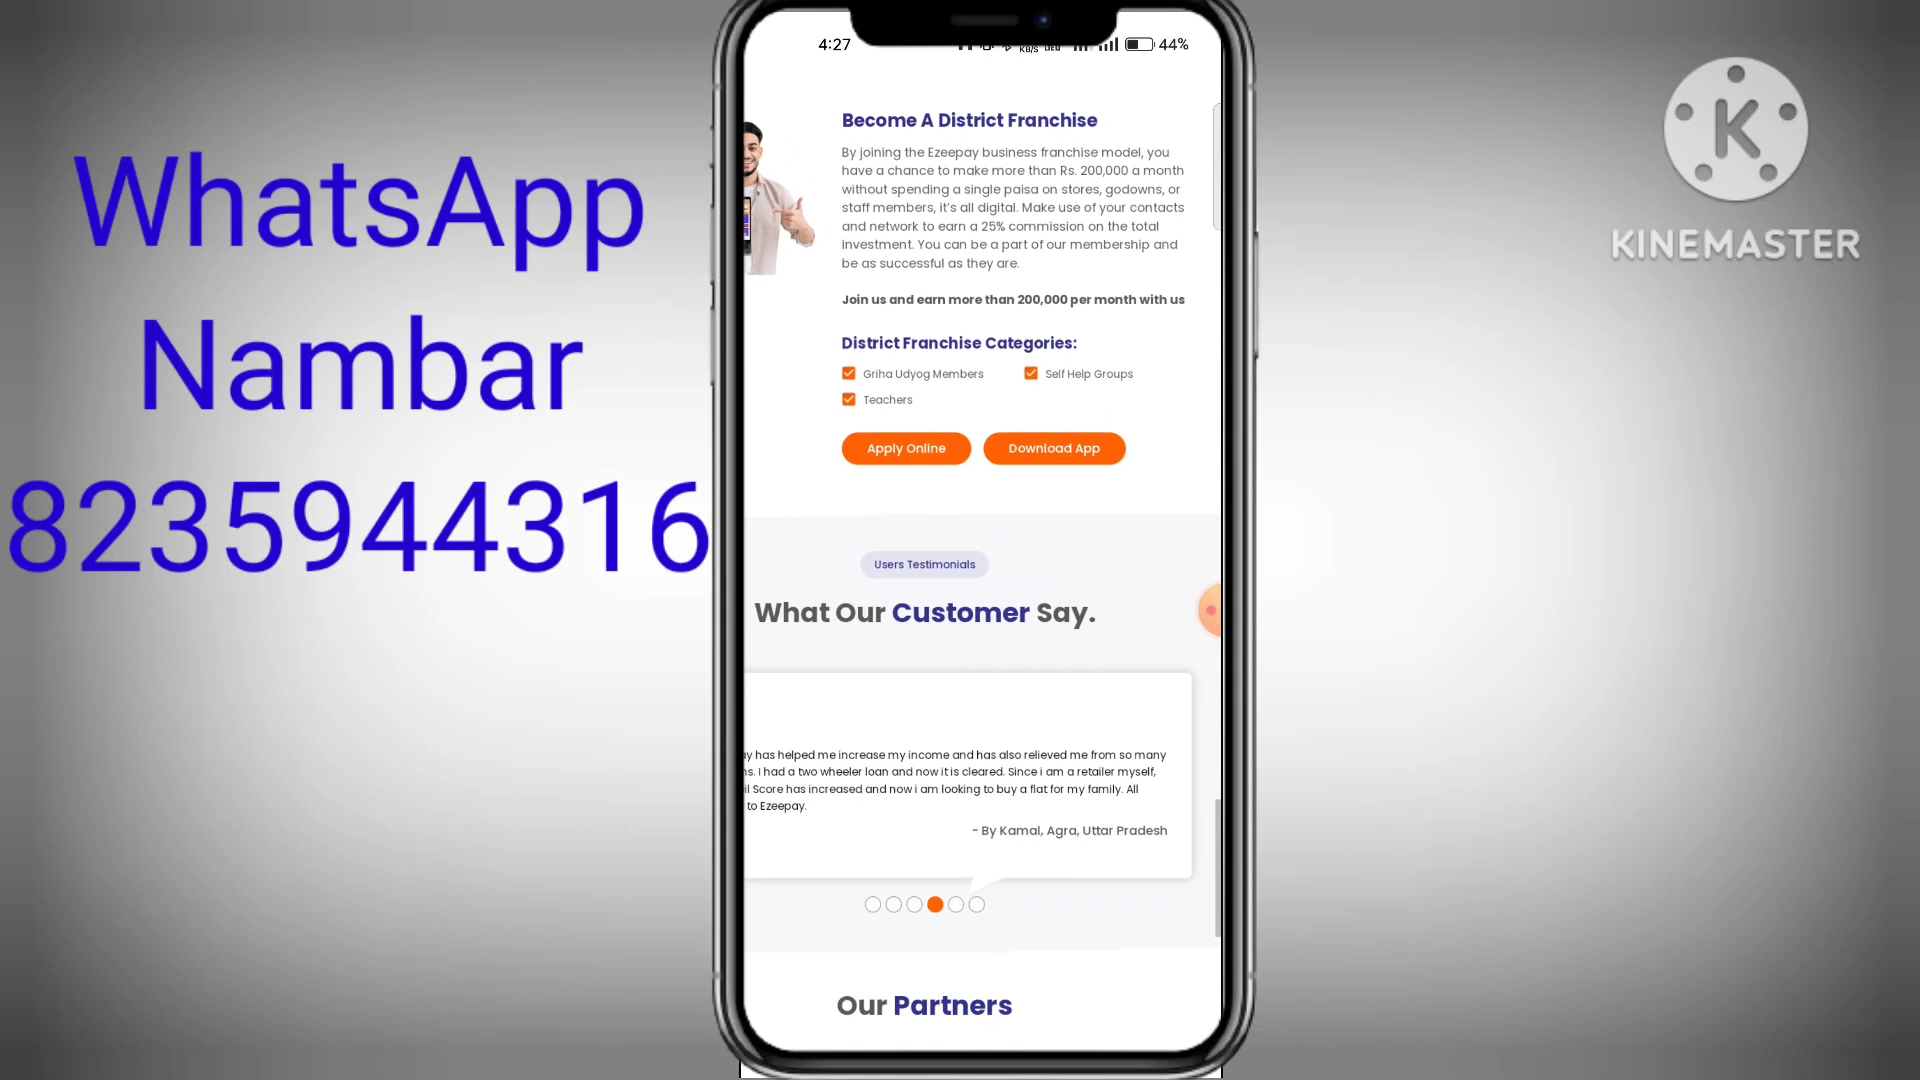 WhatsApp
Nambar
8235944316
4:27
KB/S
44%
Become A District Franchise
By joining the Ezeepay business franchise model, you
have a chance to make more than Rs. 200,000 a month
without spending a single paisa on stores, godowns, or
staff members, it's all digital. Make use of your contacts
and network to earn a 25% commission on the total
investment. You can be a part of our membership and
be as successful as they are.
Join us and earn more than 200,000 per month with us
District Franchise Categories:
Griha Udyog Members
Self Help Groups
Teachers
Apply Online
Download App
Users Testimonials
What Our Customer Say.
has helped me increase my income and has also relieved me from so many
I had a two wheeler loan and now it is cleared. Since i am a retailer myself,
Score has increased and now i am looking to buy a flat for my family. All
to Ezeepay.
- By Kamal, Agra, Uttar Pradesh
Our Partners
K
KINEMASTER